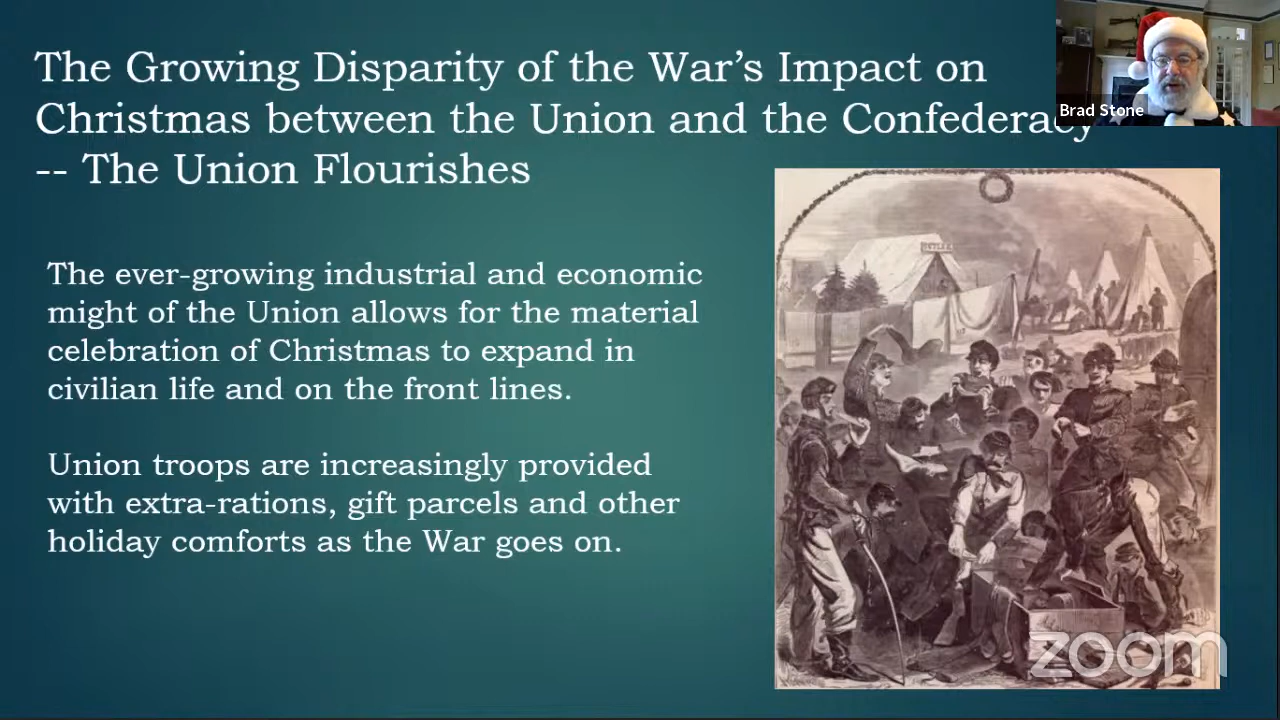 The Growing Disparity of the War's Impact on
Christmas between the Union and the Confederacy
-- The Union Flourishes
Brad Stone
The ever-growing industrial and economic
might of the Union allows for the material
celebration of Christmas to expand in
civilian life and on the front lines.
Union troops are increasingly provided
with extra-rations, gift parcels and other
holiday comforts as the War goes on.
SUTLER
zoom